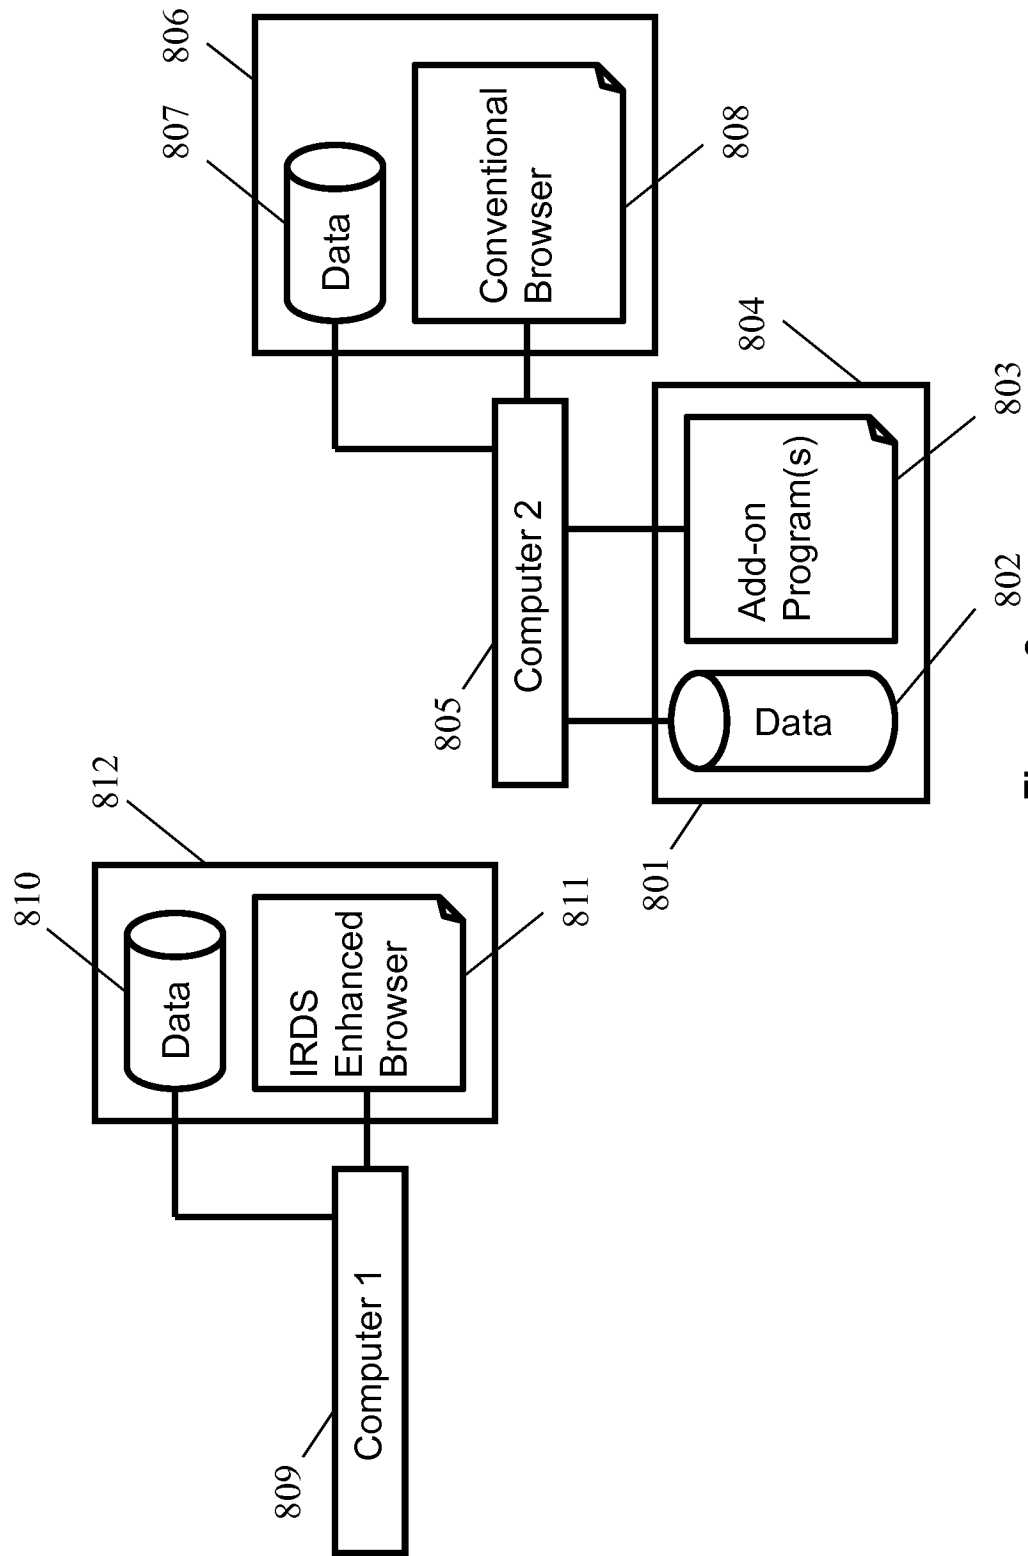 812
810
Data
IRDS
Enhanced
Browser
811
809
Computer 1
806
807
Data
Conventional
Browser
808
805
Computer 2
804
Add-on
Program(s)
803
Data
802
801